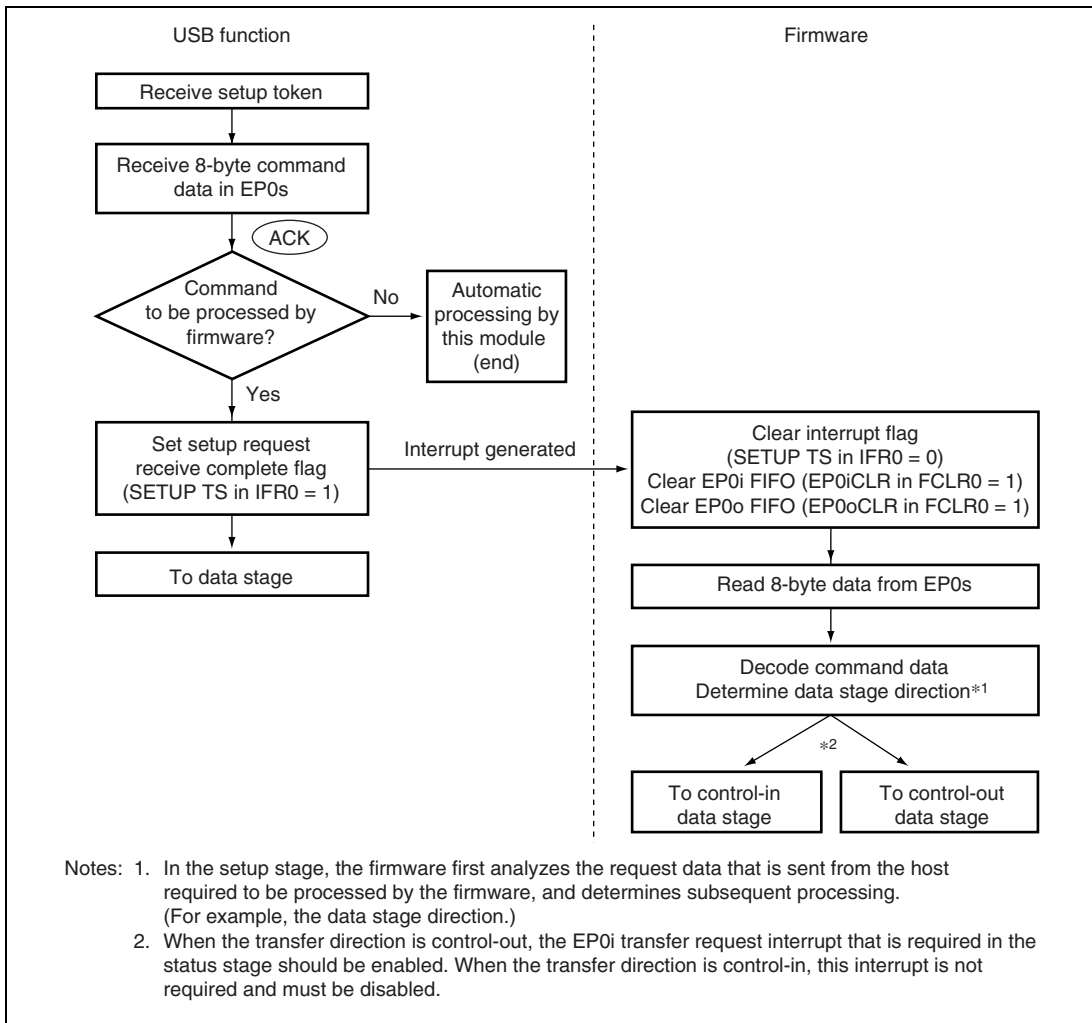 USB function
Firmware
Receive setup token
Receive 8-byte command
data in EP0s
ACK
Command
to be processed by
firmware?
No
Automatic
processing by
this module
(end)
Yes
Set setup request
receive complete flag
(SETUP TS in IFR0 = 1)
Interrupt generated
To data stage
Clear interrupt flag
(SETUP TS in IFR0 = 0)
Clear EP0i FIFO (EP0iCLR in FCLR0 = 1)
Clear EP0o FIFO (EP0oCLR in FCLR0 = 1)
Read 8-byte data from EP0s
Decode command data
Determine data stage direction*1
*2
To control-in
data stage
To control-out
data stage
Notes: 1. In the setup stage, the firmware first analyzes the request data that is sent from the host
required to be processed by the firmware, and determines subsequent processing.
(For example, the data stage direction.)
2. When the transfer direction is control-out, the EP0i transfer request interrupt that is required in the
status stage should be enabled. When the transfer direction is control-in, this interrupt is not
required and must be disabled.